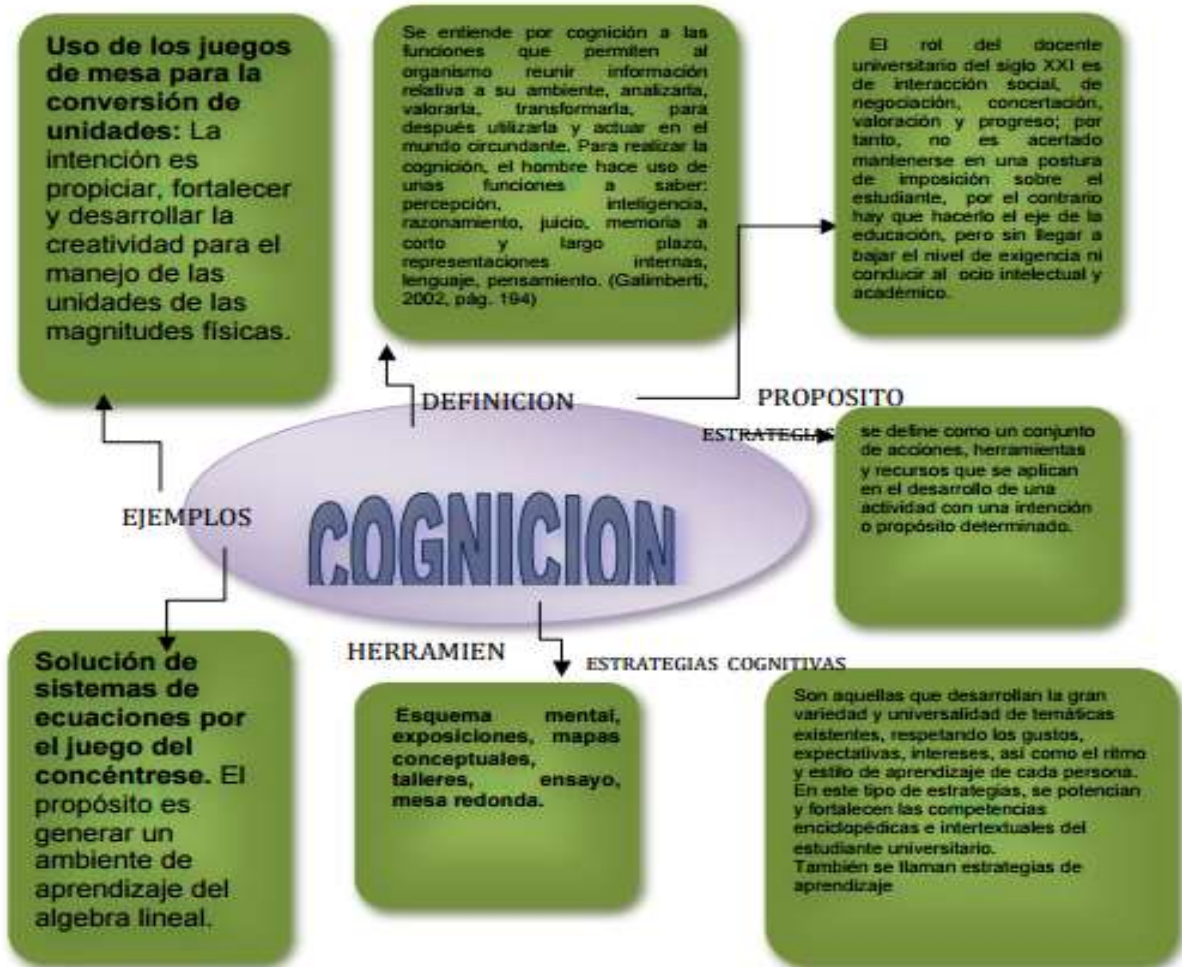 Uso de los juegos
de mesa para la
conversión de
unidades: La
intención es
propiciar, fortalecer
y desarrollar la
creatividad para el
manejo de las
unidades de las
magnitudes físicas.
Se entiende por cognición a las
funciones que permiten al
organismo reunir información
relativa a su ambiente, analizarla,
valorarla, transformarla, para
después utilizarla y actuar en el
mundo circundante. Para realizar la
cognición, el hombre hace uso de
unas funciones a saber:
percepción, inteligencia,
razonamiento, juicio, memoria a
corto y largo plazo,
representaciones internas,
lenguaje, pensamiento. (Galimberti,
2002, pág. 194)
El rol del docente
universitario del siglo XXI es
de interacción social, de
negociación, concertación,
valoración y progreso; por
tanto, no es acertado
mantenerse en una postura
de imposición sobre el
estudiante, por el contrario
hay que hacerlo el eje de la
educación, pero sin llegar a
bajar el nivel de exigencia ni
conducir al ocio intelectual y
académico.
DEFINICION
PROPOSITO
ESTRATEGIAS
se define como un conjunto
de acciones, herramientas
y recursos que se aplican
en el desarrollo de una
actividad con una intención
o propósito determinado.
EJEMPLOS
COGNICION
HERRAMIEN
ESTRATEGIAS COGNITIVAS
Solución de
sistemas de
ecuaciones por
el juego del
concéntrese. El
propósito es
generar un
ambiente de
aprendizaje del
algebra lineal.
Esquema mental,
exposiciones, mapas
conceptuales,
talleres, ensayo,
mesa redonda.
Son aquellas que desarrollan la gran
variedad y universalidad de temáticas
existentes, respetando los gustos,
expectativas, intereses, así como el ritmo
y estilo de aprendizaje de cada persona.
En este tipo de estrategias, se potencian
y fortalecen las competencias
enciclopédicas e intertextuales del
estudiante universitario.
También se llaman estrategias de
aprendizaje